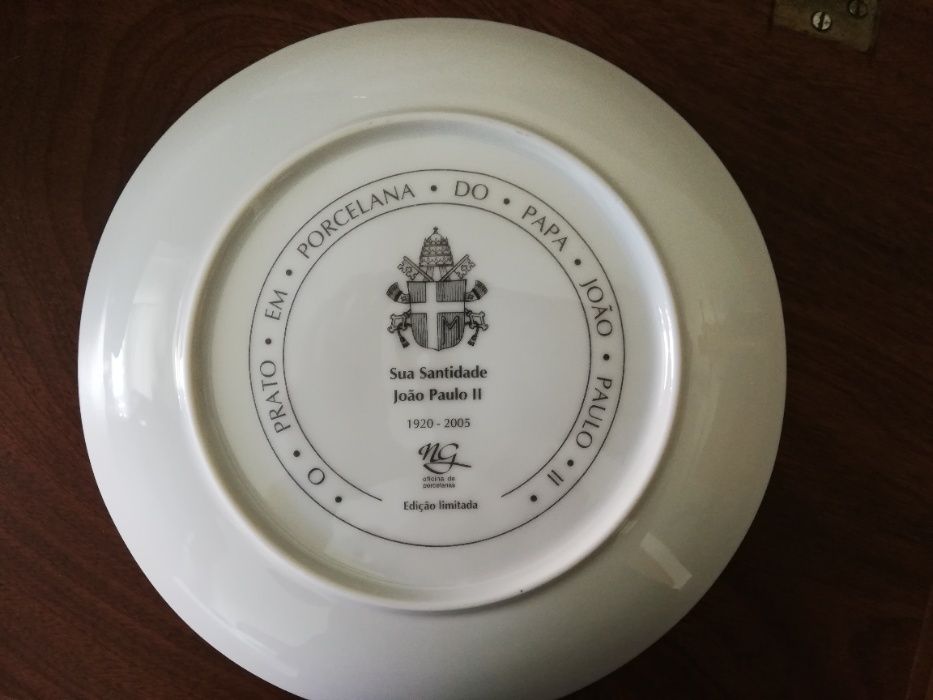 • O • PRATO • EM • PORCELANA • DO • PAPA • JOÃO • PAULO II •
M
Sua Santidade
João Paulo II
1920 - 2005
NG
oficina de
porcelanas
Edição limitada